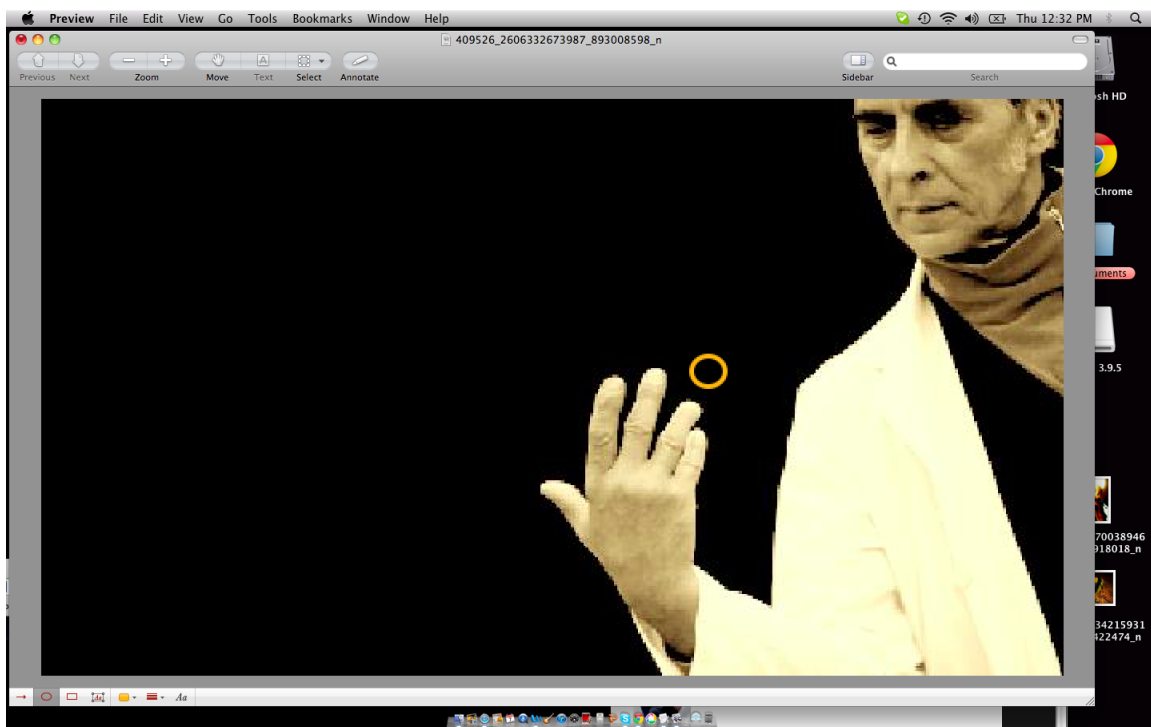 Preview File Edit View Go Tools Bookmarks Window Help Thu 12:32 PM
409526_2606332673987_893008598_n
Previous Next Zoom Move Text Select Annotate Sidebar Search
sh HD
Chrome
uments
3.9.5
70038946
918018_n
34215931
422474_n
Aa